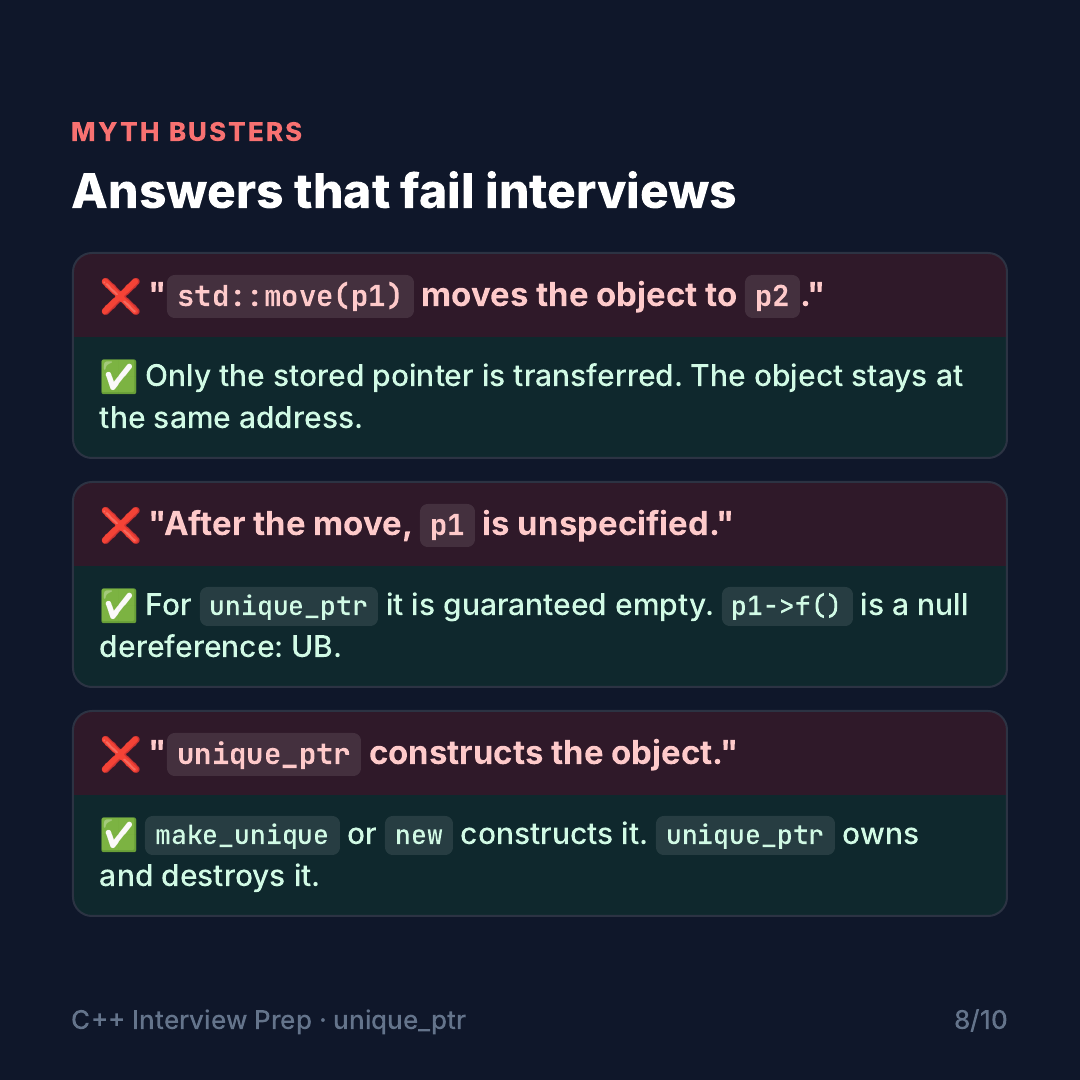 MYTH BUSTERS
Answers that fail interviews
❌ "std::move(p1) moves the object to p2."
✅ Only the stored pointer is transferred. The object stays at
the same address.
❌ "After the move, p1 is unspecified."
✅ For unique_ptr it is guaranteed empty. p1->f() is a null
dereference: UB.
❌ "unique_ptr constructs the object."
✅ make_unique or new constructs it. unique_ptr owns
and destroys it.
C++ Interview Prep · unique_ptr
8/10